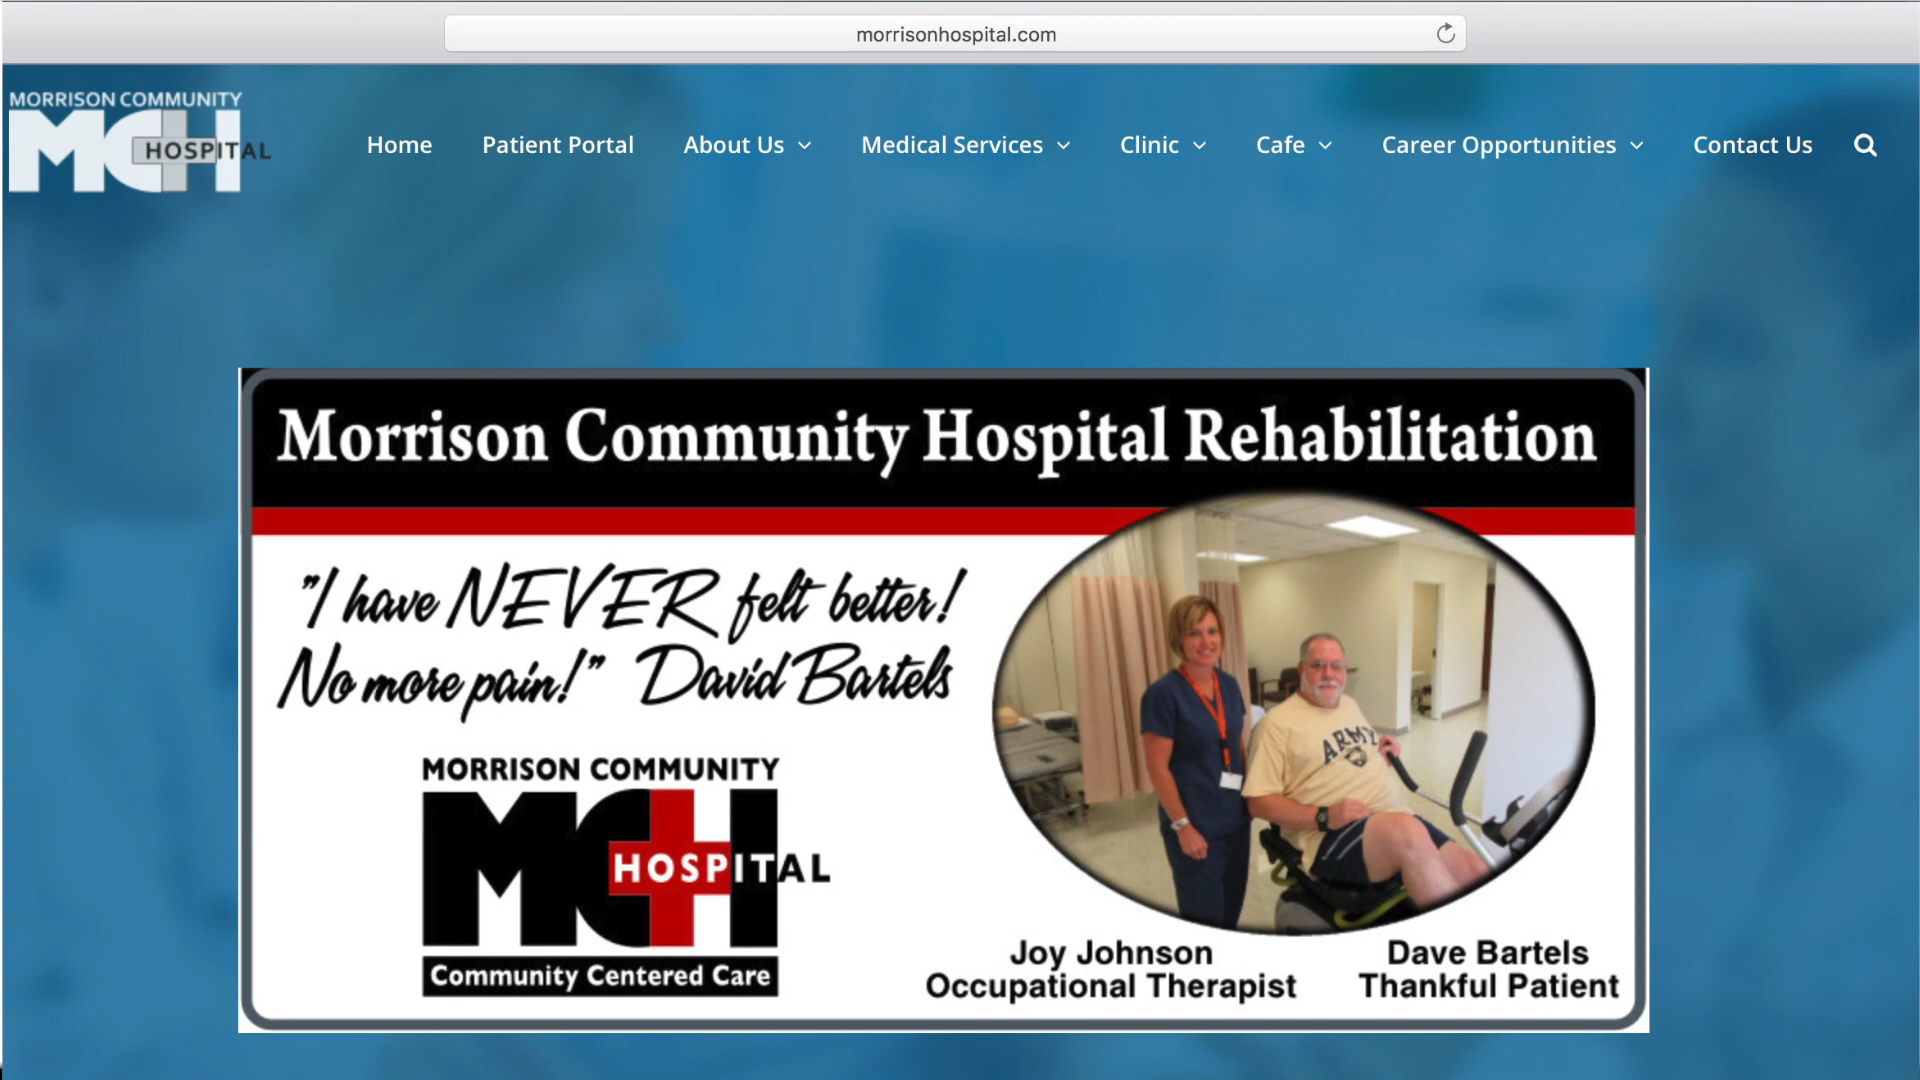 morrisonhospital.com
MORRISON COMMUNITY
MCH
HOSPITAL
Home Patient Portal About Us Medical Services Clinic Cafe Career Opportunities Contact Us
Morrison Community Hospital Rehabilitation
"I have NEVER felt better!
No more pain!" David Bartels
MORRISON COMMUNITY
MCH
HOSPITAL
Community Centered Care
ARMY
Joy Johnson
Occupational Therapist
Dave Bartels
Thankful Patient